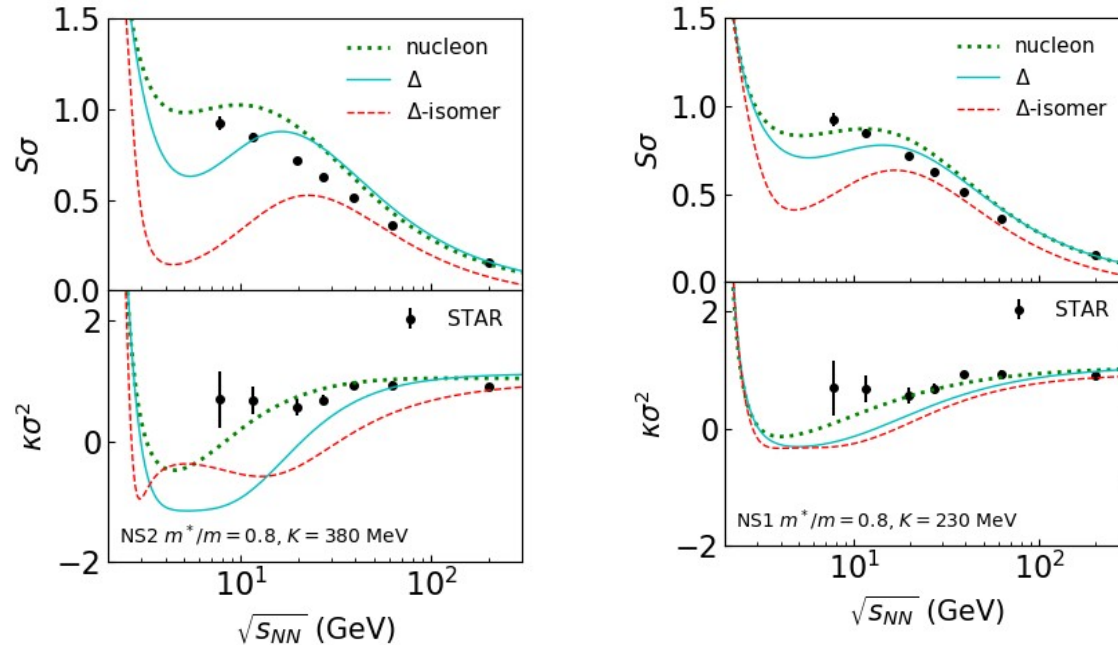 1.5
nucleon
Δ
Δ-isomer
1.0
Sσ
0.5
0.0
STAR
2
κσ²
0
NS2 m*/m = 0.8, K = 380 MeV
−2
10¹ 10²
√sNN (GeV)
1.5
nucleon
Δ
Δ-isomer
1.0
Sσ
0.5
0.0
STAR
2
κσ²
0
NS1 m*/m = 0.8, K = 230 MeV
−2
10¹ 10²
√sNN (GeV)